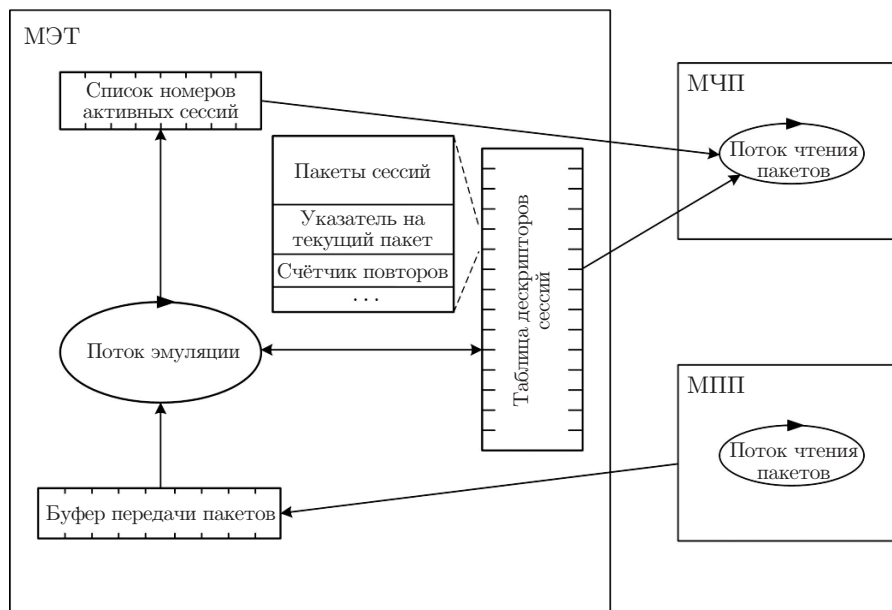 МЭТ
Список номеров
активных сессий
Пакеты сессий
Указатель на
текущий пакет
Счётчик повторов
...
Таблица дескрипторов
сессий
Поток эмуляции
Буфер передачи пакетов
МЧП
Поток чтения
пакетов
МПП
Поток чтения
пакетов